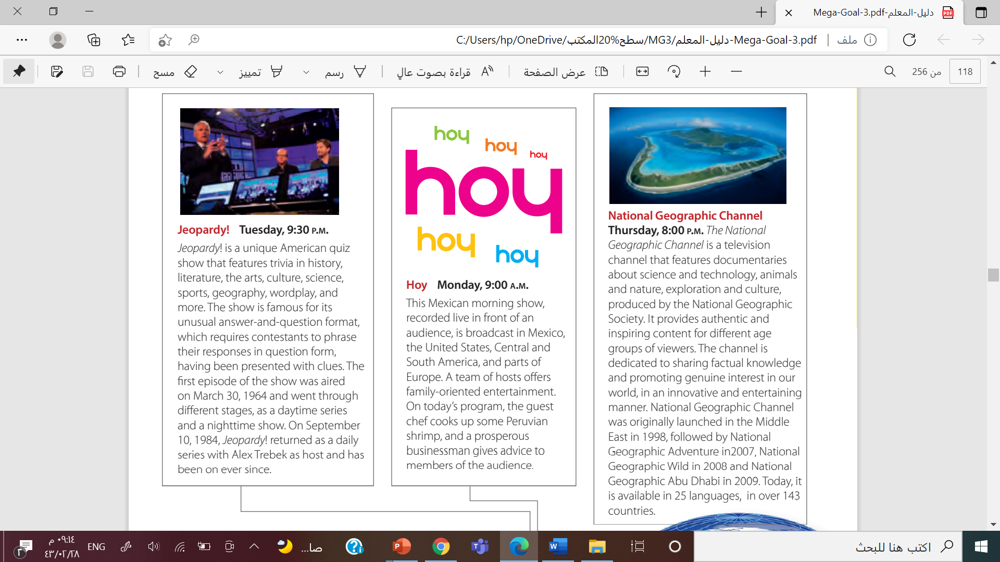 دليل-المعلم-Mega-Goal-3.pdf
ملف
C:/Users/hp/OneDrive/سطح%20المكتب/MG3/دليل-المعلم-Mega-Goal-3.pdf
118
من 256
عرض الصفحة
قراءة بصوت عالٍ
رسم
تمييز
مسح
Jeopardy! Tuesday, 9:30 P.M.
Jeopardy! is a unique American quiz
show that features trivia in history,
literature, the arts, culture, science,
sports, geography, wordplay, and
more. The show is famous for its
unusual answer-and-question format,
which requires contestants to phrase
their responses in question form,
having been presented with clues. The
first episode of the show was aired
on March 30, 1964 and went through
different stages, as a daytime series
and a nighttime show. On September
10, 1984, Jeopardy! returned as a daily
series with Alex Trebek as host and has
been on ever since.
hoy
hoy
hoy
hoy
hoy
hoy
Hoy Monday, 9:00 A.M.
This Mexican morning show,
recorded live in front of an
audience, is broadcast in Mexico,
the United States, Central and
South America, and parts of
Europe. A team of hosts offers
family-oriented entertainment.
On today's program, the guest
chef cooks up some Peruvian
shrimp, and a prosperous
businessman gives advice to
members of the audience.
National Geographic Channel
Thursday, 8:00 P.M. The National
Geographic Channel is a television
channel that features documentaries
about science and technology, animals
and nature, exploration and culture,
produced by the National Geographic
Society. It provides authentic and
inspiring content for different age
groups of viewers. The channel is
dedicated to sharing factual knowledge
and promoting genuine interest in our
world, in an innovative and entertaining
manner. National Geographic Channel
was originally launched in the Middle
East in 1998, followed by National
Geographic Adventure in2007, National
Geographic Wild in 2008 and National
Geographic Abu Dhabi in 2009. Today, it
is available in 25 languages,  in over 143
countries.
اكتب هنا للبحث
صا...
ENG
٠٩:١٤ م
٤٣/٠٢/٢٨
٢